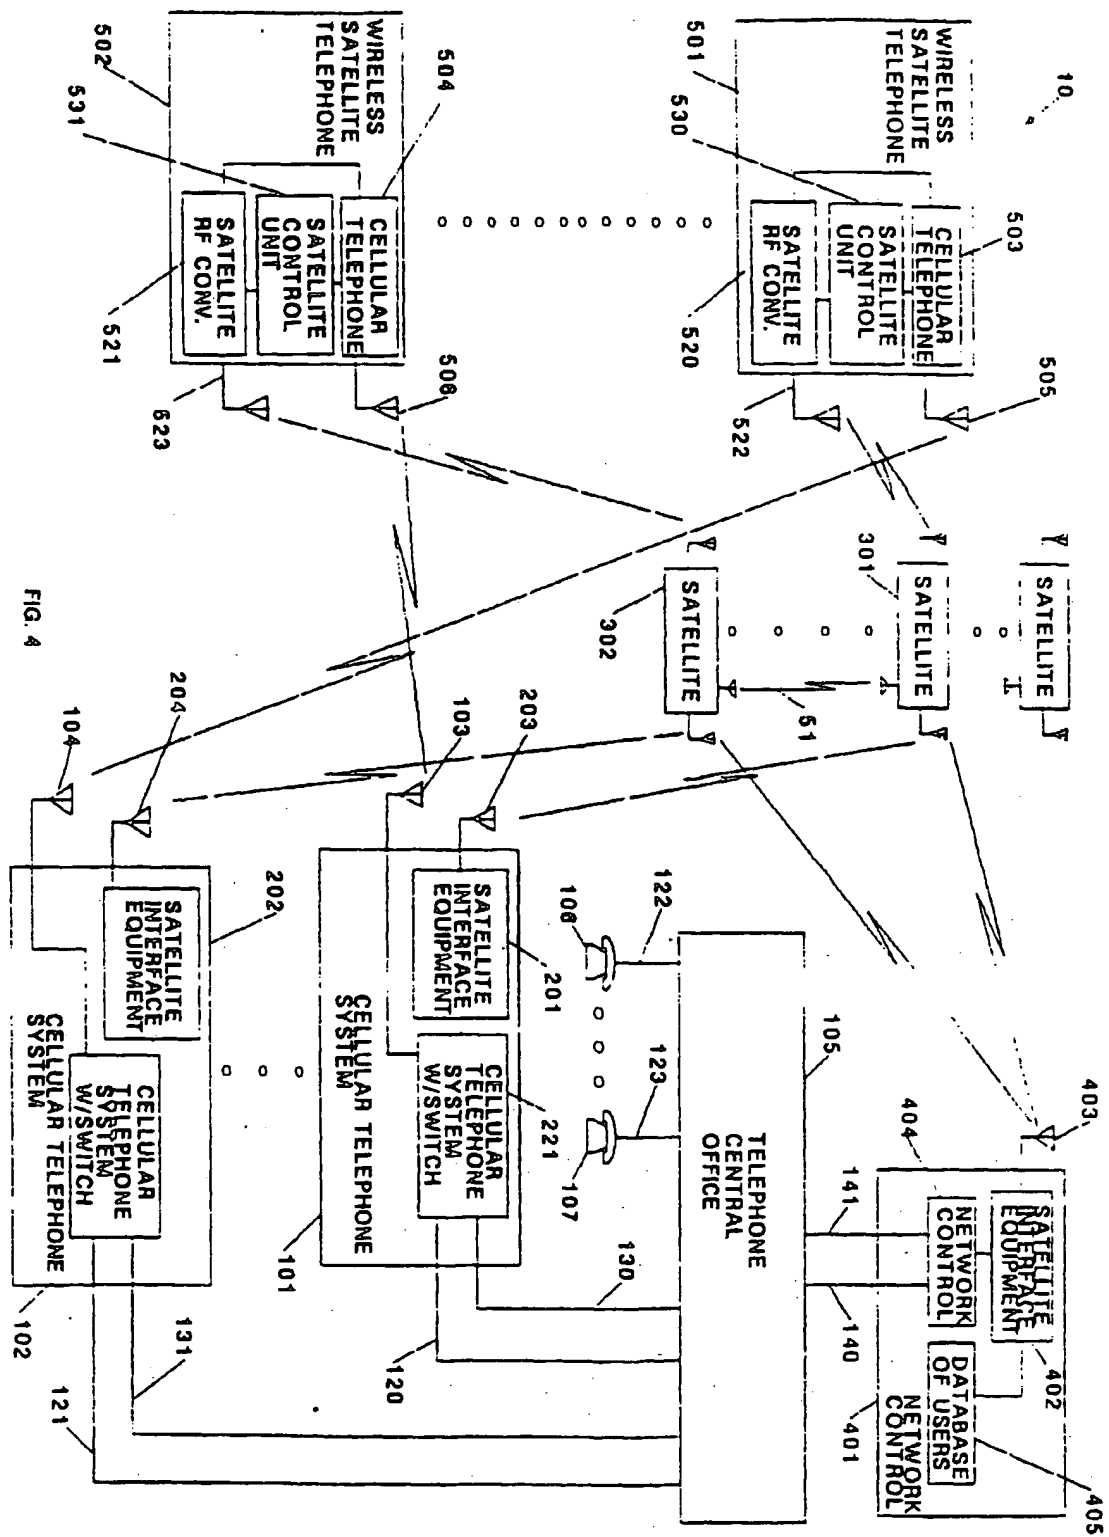 10
WIRELESS
SATELLITE
TELEPHONE
501
530
CELLULAR
TELEPHONE
503
SATELLITE
CONTROL
UNIT
SATELLITE
RF CONV.
520
522
505
WIRELESS
SATELLITE
TELEPHONE
502
531
504
CELLULAR
TELEPHONE
SATELLITE
CONTROL
UNIT
SATELLITE
RF CONV.
521
523
506
SATELLITE
SATELLITE
301
SATELLITE
302
51
403
404
SATELLITE
INTERFACE
EQUIPMENT
NETWORK
CONTROL
402
DATABASE
OF USERS
NETWORK
CONTROL
401
405
141
140
105
TELEPHONE
CENTRAL
OFFICE
122
106
123
107
203
103
SATELLITE
INTERFACE
EQUIPMENT
201
CELLULAR
TELEPHONE
SYSTEM
W/SWITCH
221
CELLULAR TELEPHONE
SYSTEM
101
130
120
204
104
202
SATELLITE
INTERFACE
EQUIPMENT
CELLULAR
TELEPHONE
SYSTEM
W/SWITCH
CELLULAR TELEPHONE
SYSTEM
102
131
121
FIG. 4